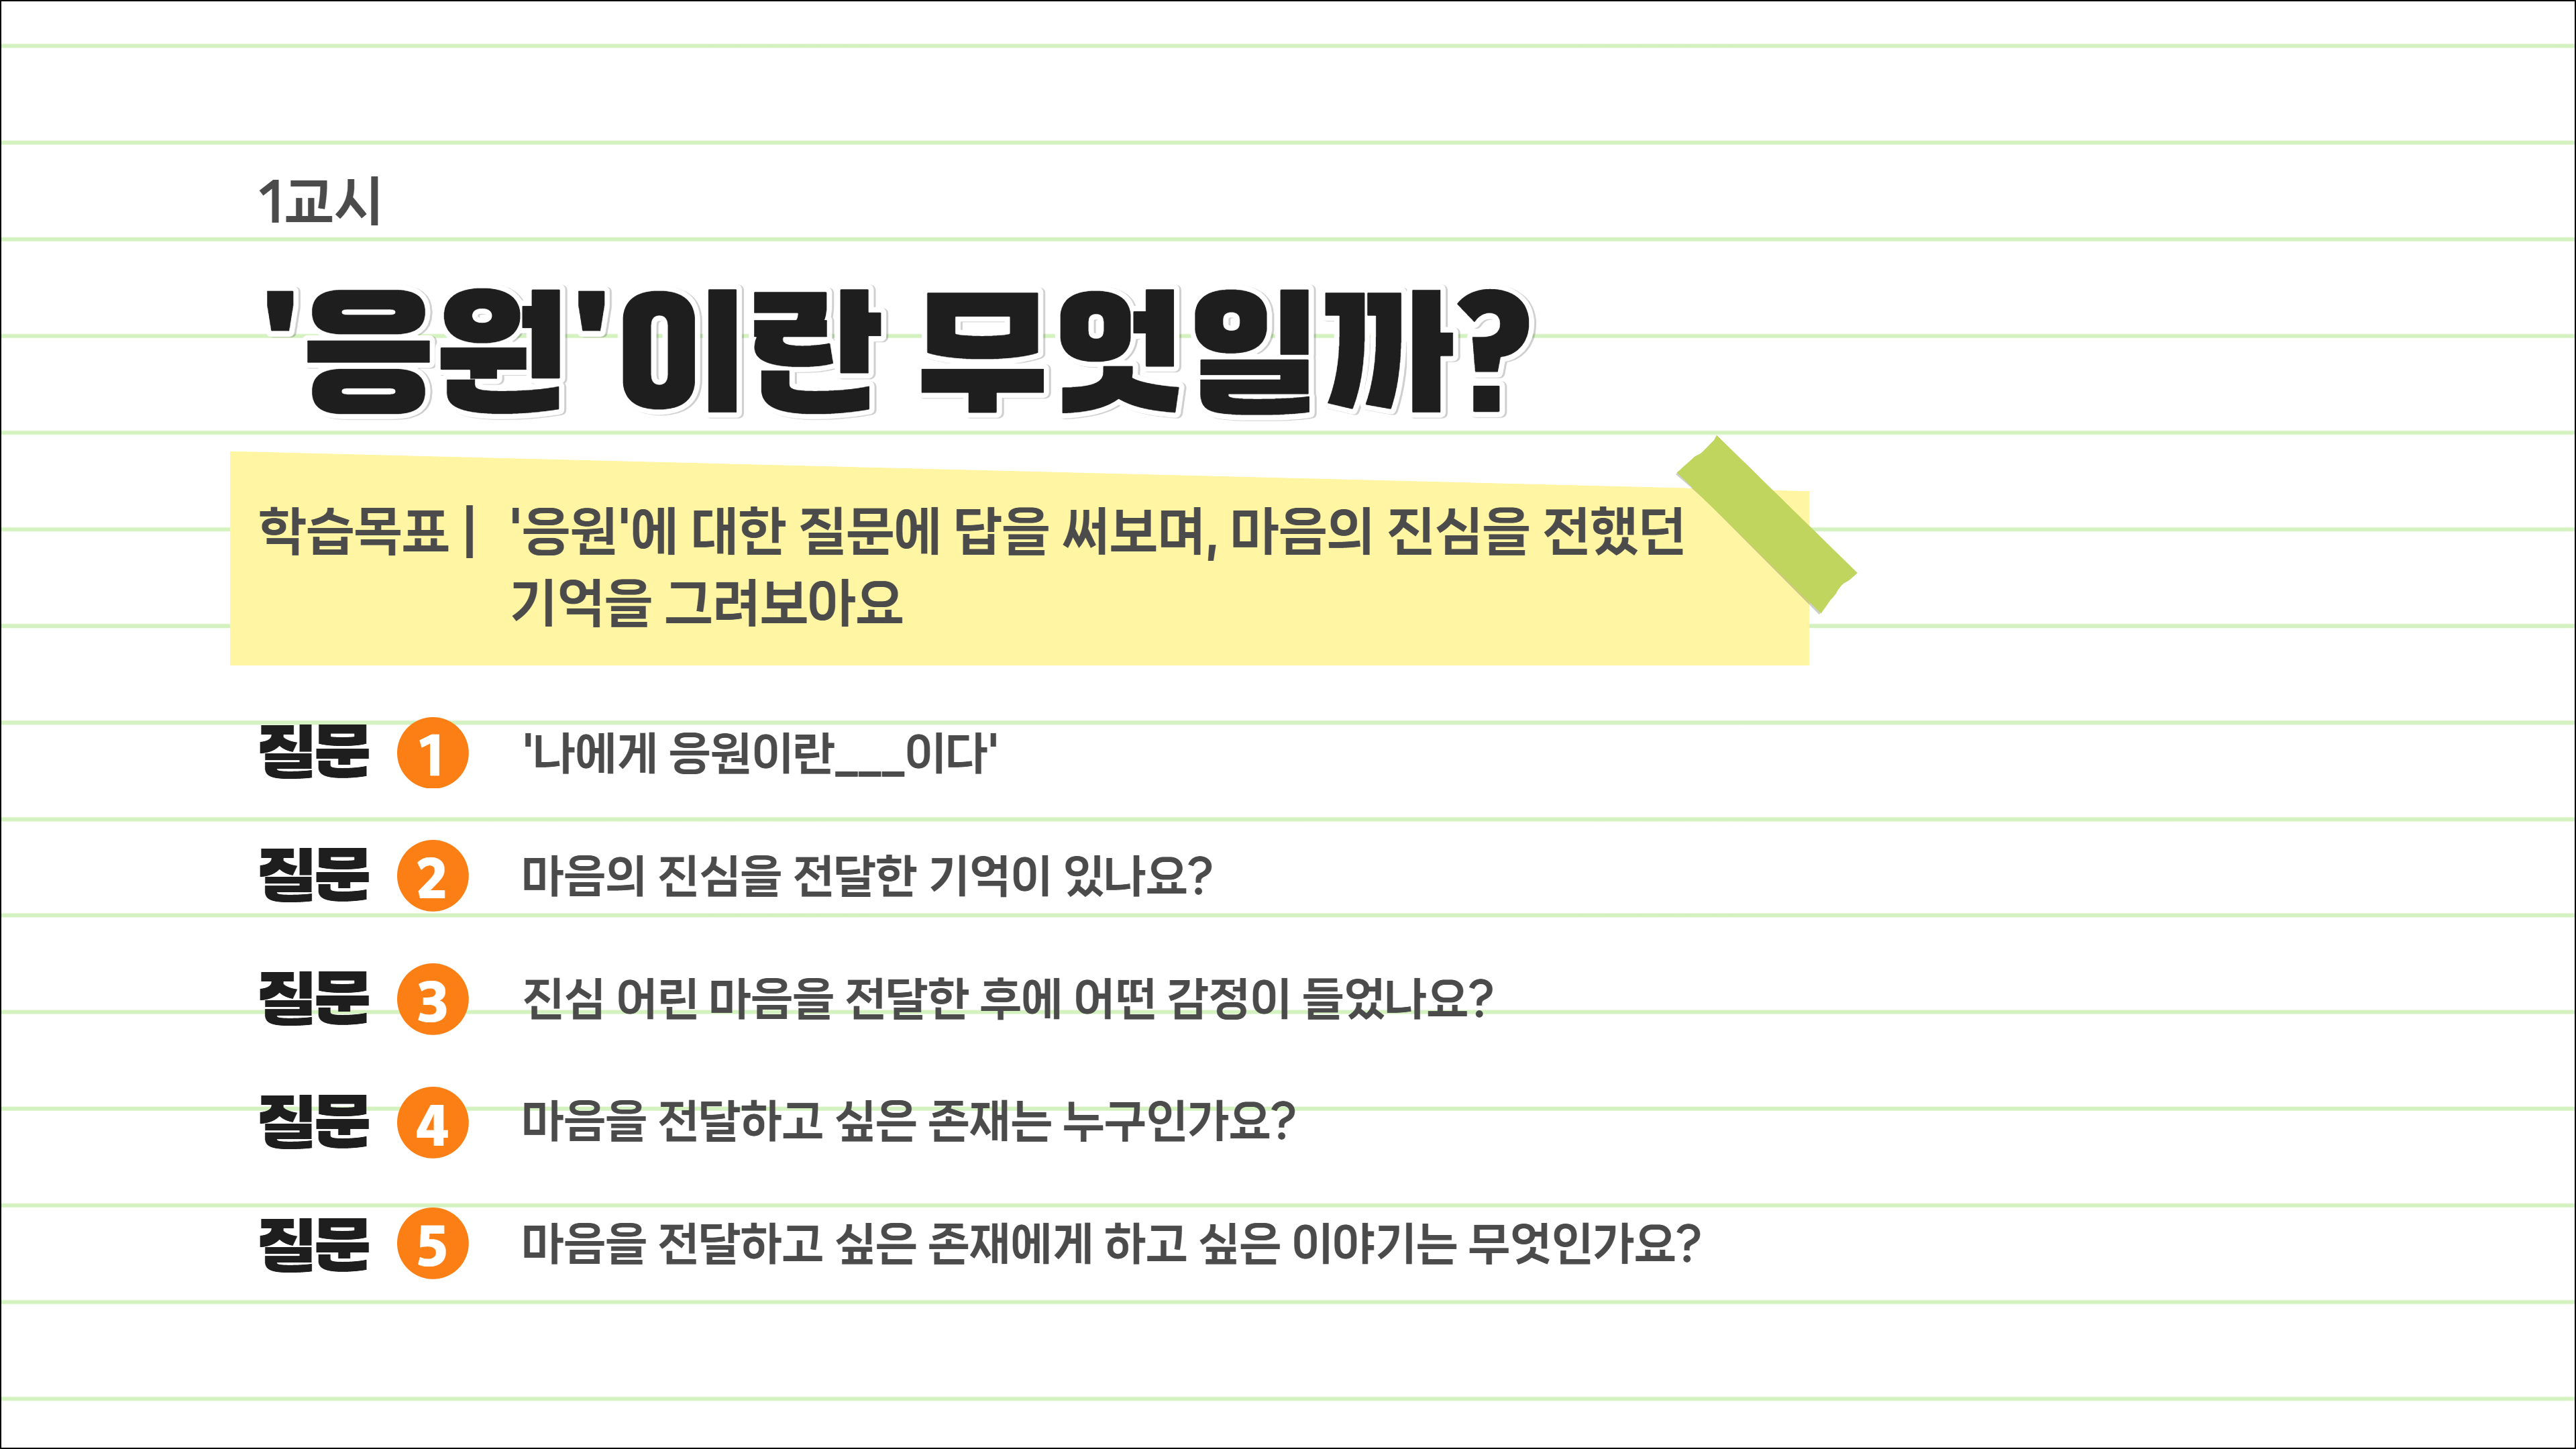 1교시
'응원'이란 무엇일까?
학습목표 | '응원'에 대한 질문에 답을 써보며, 마음의 진심을 전했던
기억을 그려보아요
질문 1 '나에게 응원이란___이다'
질문 2 마음의 진심을 전달한 기억이 있나요?
질문 3 진심 어린 마음을 전달한 후에 어떤 감정이 들었나요?
질문 4 마음을 전달하고 싶은 존재는 누구인가요?
질문 5 마음을 전달하고 싶은 존재에게 하고 싶은 이야기는 무엇인가요?